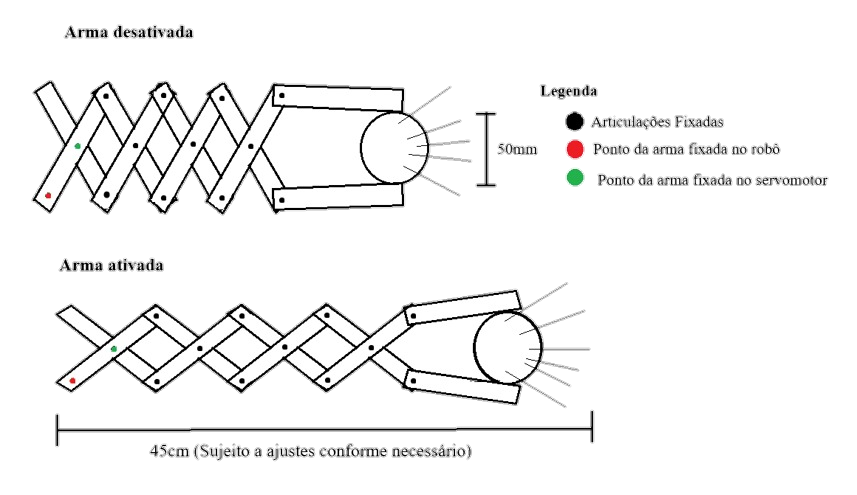 Arma desativada
Legenda
Articulações Fixadas
50mm
Ponto da arma fixada no robô
Ponto da arma fixada no servomotor
Arma ativada
45cm (Sujeito a ajustes conforme necessário)